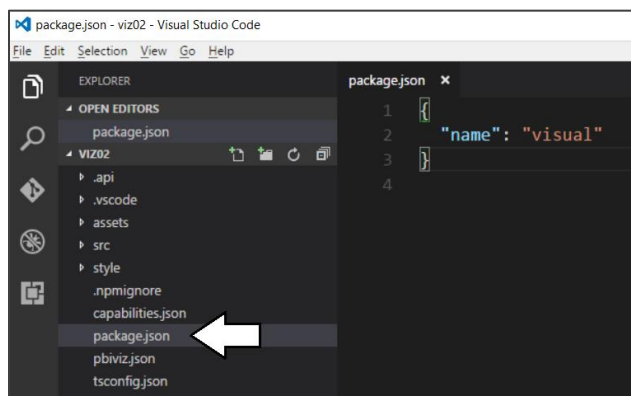 package.json - viz02 - Visual Studio Code
File Edit Selection View Go Help
EXPLORER
OPEN EDITORS
package.json
VIZ02
.api
.vscode
assets
src
style
.npmignore
capabilities.json
package.json
pbiviz.json
tsconfig.json
package.json
1 {
2 "name": "visual"
3 }
4